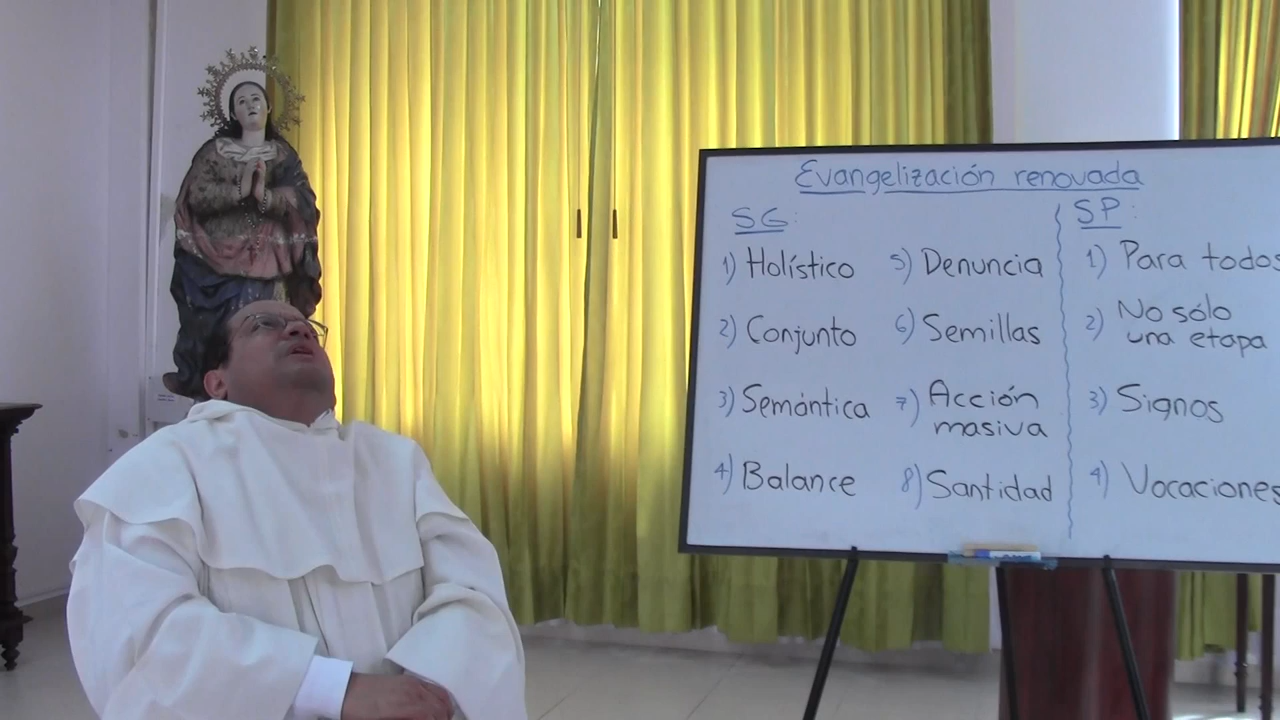 Evangelización renovada
SG:
1) Holístico
2) Conjunto
3) Semántica
4) Balance
5) Denuncia
6) Semillas
7) Acción
masiva
8) Santidad
SP:
1) Para todos
2) No sólo
una etapa
3) Signos
4) Vocaciones